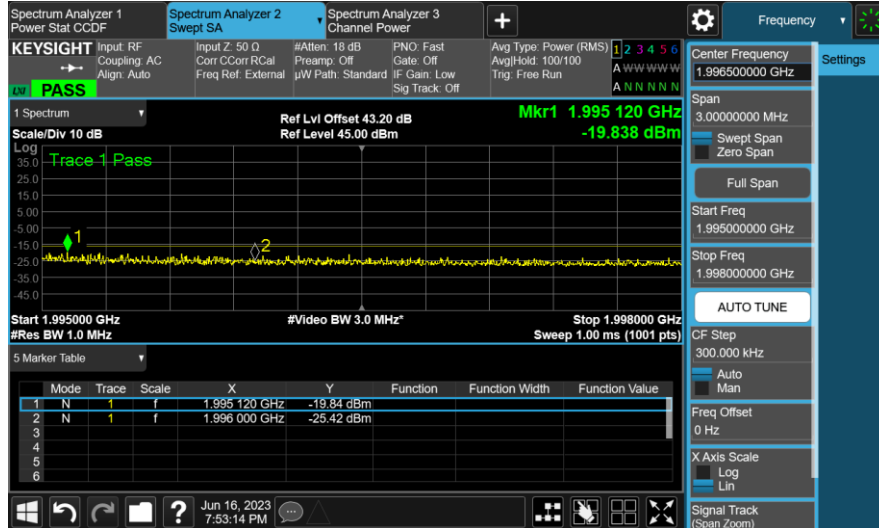 Spectrum Analyzer 1
Power Stat CCDF
Spectrum Analyzer 2
Swept SA
Spectrum Analyzer 3
Channel Power
Frequency
KEYSIGHT
Input: RF
Coupling: AC
Align: Auto
Input Z: 50 Ω
Corr CCorr RCal
Freq Ref: External
#Atten: 18 dB
Preamp: Off
µW Path: Standard
PNO: Fast
Gate: Off
IF Gain: Low
Sig Track: Off
Avg Type: Power (RMS)
Avg|Hold: 100/100
Trig: Free Run
1 2 3 4 5 6
A W W W W W
A N N N N N
LXI PASS
1 Spectrum
Scale/Div 10 dB
Ref Lvl Offset 43.20 dB
Ref Level 45.00 dBm
Mkr1 1.995 120 GHz
-19.838 dBm
Log
Trace 1 Pass
35.0
25.0
15.0
5.00
-5.00
-15.0
-25.0
-35.0
-45.0
1
2
Start 1.995000 GHz
#Res BW 1.0 MHz
#Video BW 3.0 MHz*
Stop 1.998000 GHz
Sweep 1.00 ms (1001 pts)
5 Marker Table
Mode Trace Scale X Y Function Function Width Function Value
1 N 1 f 1.995 120 GHz -19.84 dBm
2 N 1 f 1.996 000 GHz -25.42 dBm
3
4
5
6
Jun 16, 2023
7:53:14 PM
Settings
Center Frequency
1.996500000 GHz
Span
3.00000000 MHz
Swept Span
Zero Span
Full Span
Start Freq
1.995000000 GHz
Stop Freq
1.998000000 GHz
AUTO TUNE
CF Step
300.000 kHz
Auto
Man
Freq Offset
0 Hz
X Axis Scale
Log
Lin
Signal Track
(Span Zoom)